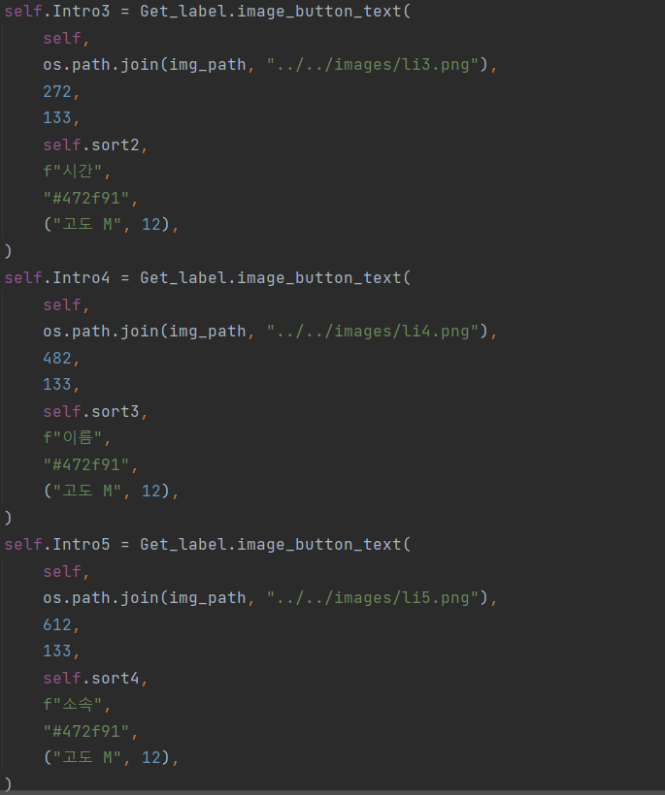 self.Intro3 = Get_label.image_button_text(
    self,
    os.path.join(img_path, "../../images/li3.png"),
    272,
    133,
    self.sort2,
    f"시간",
    "#472f91",
    ("고도 M", 12),
)
self.Intro4 = Get_label.image_button_text(
    self,
    os.path.join(img_path, "../../images/li4.png"),
    482,
    133,
    self.sort3,
    f"이름",
    "#472f91",
    ("고도 M", 12),
)
self.Intro5 = Get_label.image_button_text(
    self,
    os.path.join(img_path, "../../images/li5.png"),
    612,
    133,
    self.sort4,
    f"소속",
    "#472f91",
    ("고도 M", 12),
)